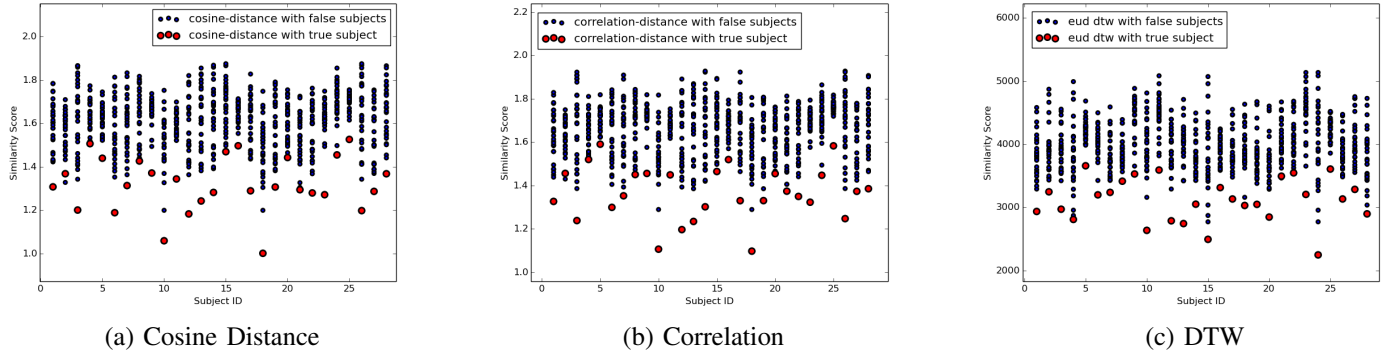 cosine-distance with false subjects
cosine-distance with true subject
2.0
1.8
1.6
1.4
1.2
1.0
Similarity Score
0 5 10 15 20 25
Subject ID
(a) Cosine Distance
correlation-distance with false subjects
correlation-distance with true subject
2.2
2.0
1.8
1.6
1.4
1.2
1.0
Similarity Score
0 5 10 15 20 25
Subject ID
(b) Correlation
eud dtw with false subjects
eud dtw with true subject
6000
5000
4000
3000
2000
Similarity Score
0 5 10 15 20 25
Subject ID
(c) DTW